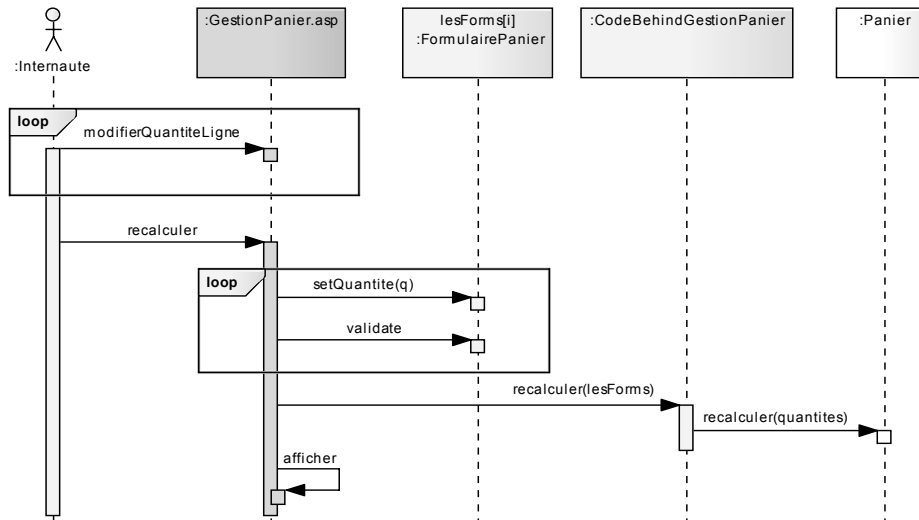 :Internaute
:GestionPanier.asp
lesForms[i]
:FormulairePanier
:CodeBehindGestionPanier
:Panier
loop
modifierQuantiteLigne
recalculer
loop
setQuantite(q)
validate
recalculer(lesForms)
recalculer(quantites)
afficher